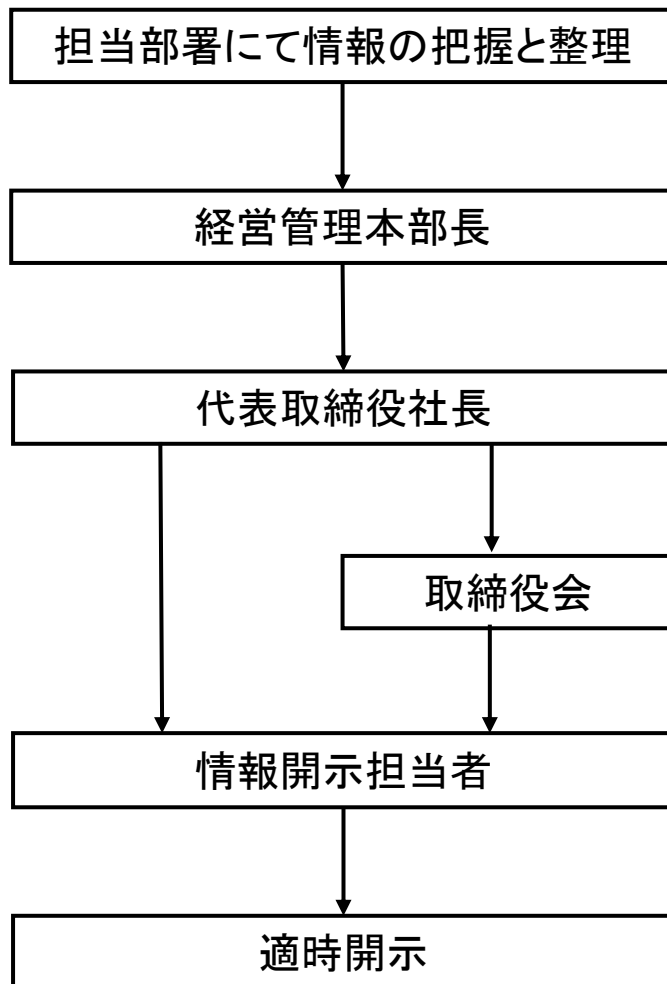 担当部署にて情報の把握と整理
経営管理本部長
代表取締役社長
取締役会
情報開示担当者
適時開示